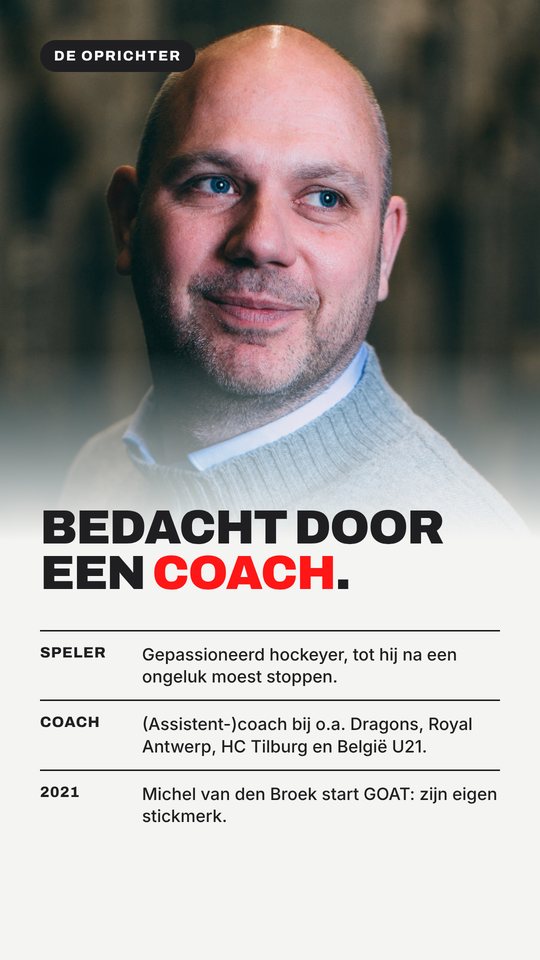 DE OPRICHTER
BEDACHT DOOR
EEN COACH.
SPELER
Gepassioneerd hockeyer, tot hij na een
ongeluk moest stoppen.
COACH
(Assistent-)coach bij o.a. Dragons, Royal
Antwerp, HC Tilburg en België U21.
2021
Michel van den Broek start GOAT: zijn eigen
stickmerk.